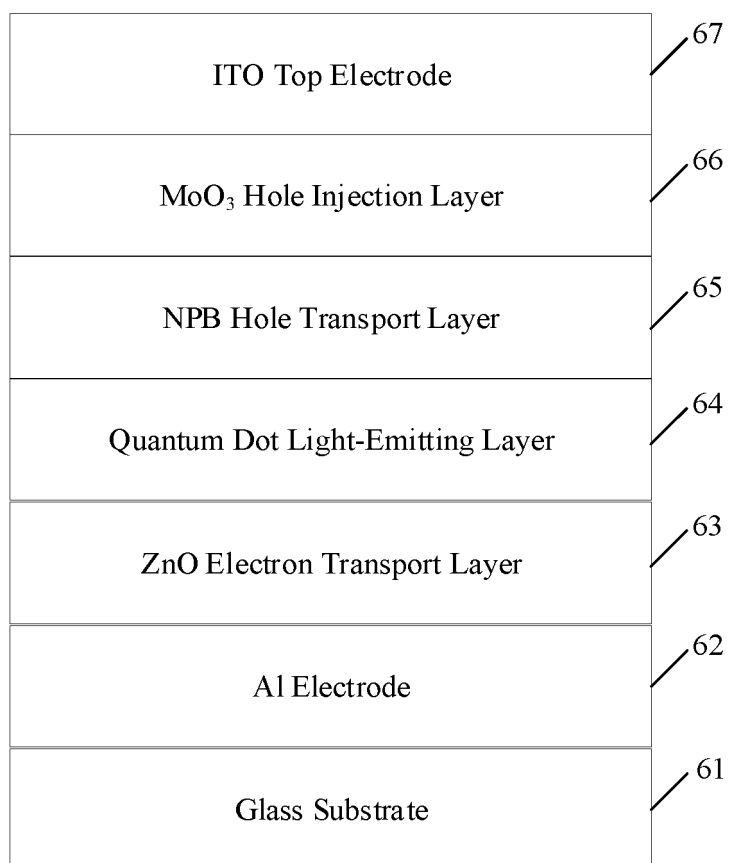 67
ITO Top Electrode
66
MoO₃ Hole Injection Layer
65
NPB Hole Transport Layer
64
Quantum Dot Light-Emitting Layer
63
ZnO Electron Transport Layer
62
Al Electrode
61
Glass Substrate